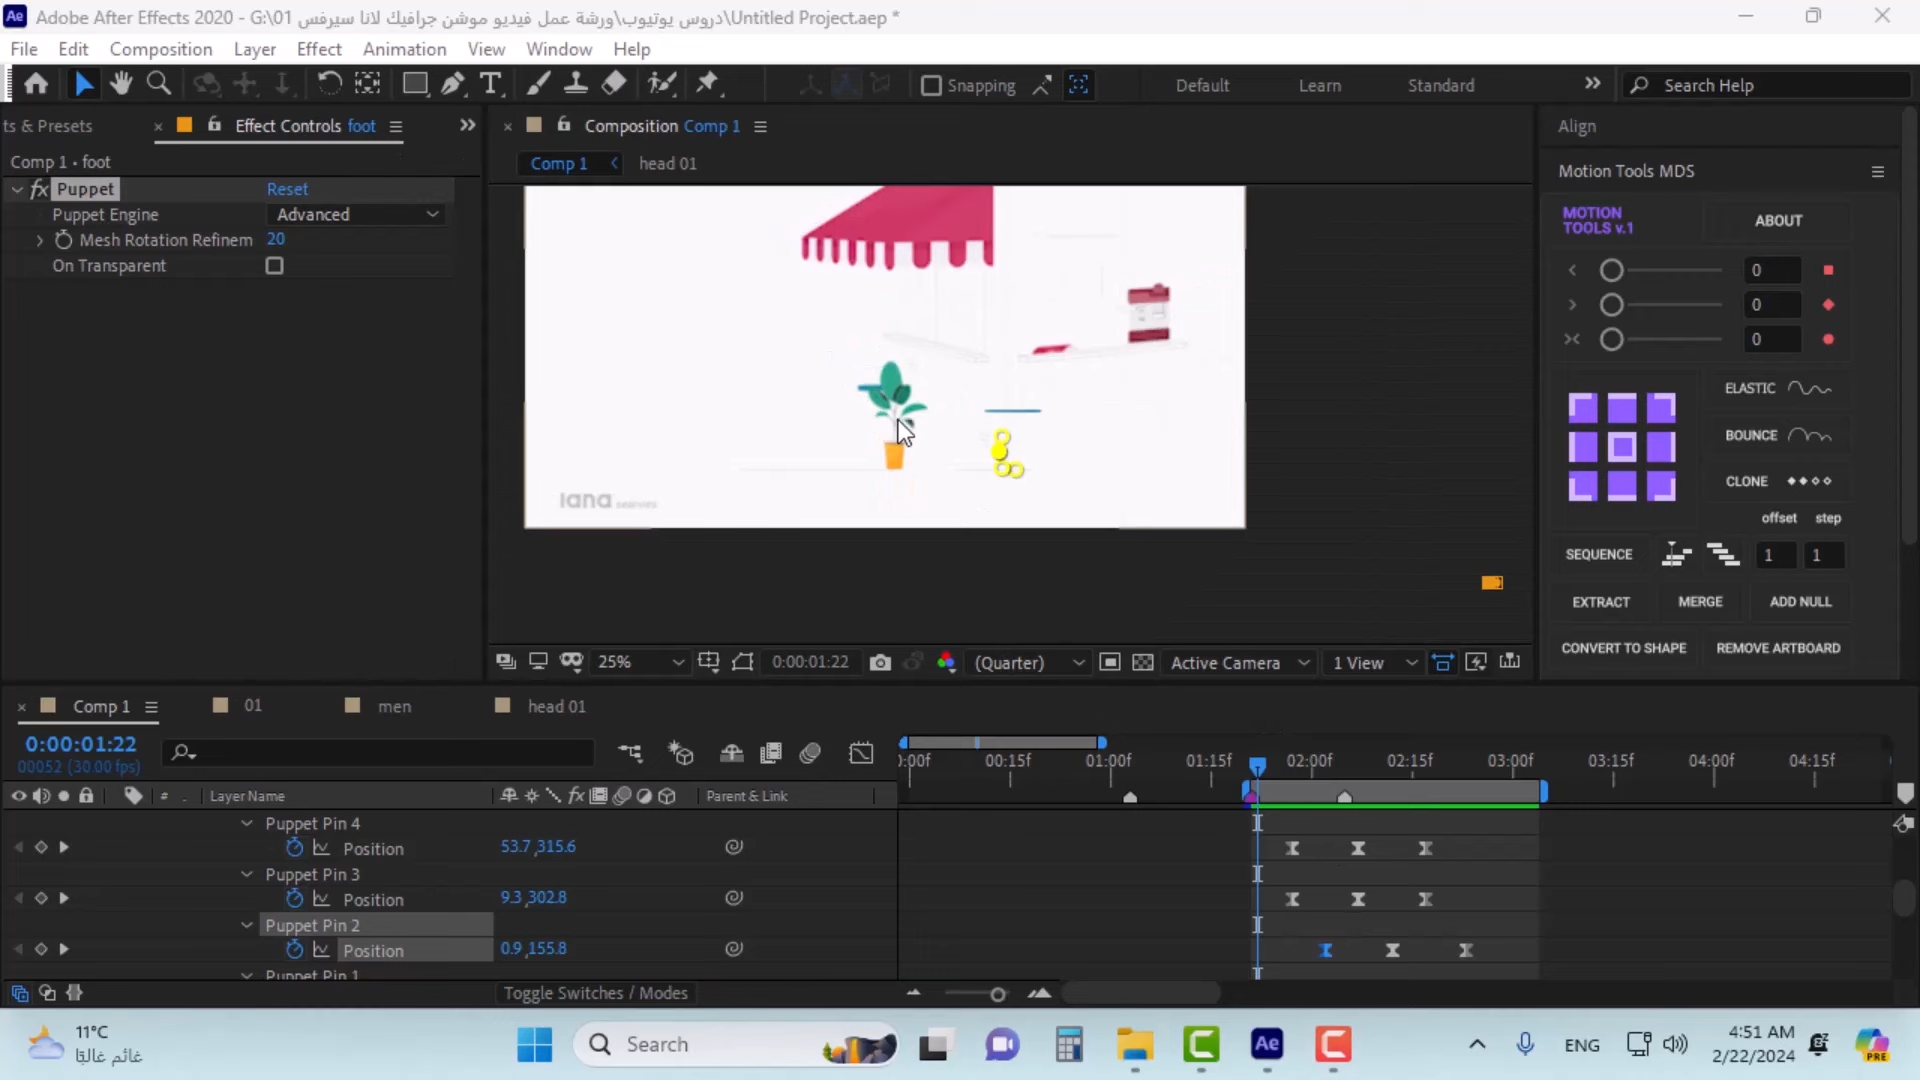 Adobe After Effects 2020 - G:\01 دروس يوتيوب\ورشة عمل فيديو موشن جرافيك لانا سيرفس\Untitled Project.aep *
File Edit Composition Layer Effect Animation View Window Help
Snapping Default Learn Standard Search Help
ts & Presets Effect Controls foot Composition Comp 1 Align
Comp 1 • foot Comp 1 head 01 Motion Tools MDS
fx Puppet Reset
Puppet Engine Advanced
Mesh Rotation Refinem 20
On Transparent
MOTION TOOLS v.1 ABOUT
0
0
0
ELASTIC
BOUNCE
CLONE
offset step
SEQUENCE 1 1
EXTRACT MERGE ADD NULL
CONVERT TO SHAPE REMOVE ARTBOARD
lana
25% 0:00:01:22 (Quarter) Active Camera 1 View
Comp 1 01 men head 01
0:00:01:22
00052 (30.00 fps)
):00f 00:15f 01:00f 01:15f 02:00f 02:15f 03:00f 03:15f 04:00f 04:15f
# . Layer Name fx Parent & Link
Puppet Pin 4
Position 53.7,315.6
Puppet Pin 3
Position 9.3,302.8
Puppet Pin 2
Position 0.9,155.8
Puppet Pin 1
Toggle Switches / Modes
11°C
غائم غالبًا
Search
Ae
ENG
4:51 AM
2/22/2024
PRE